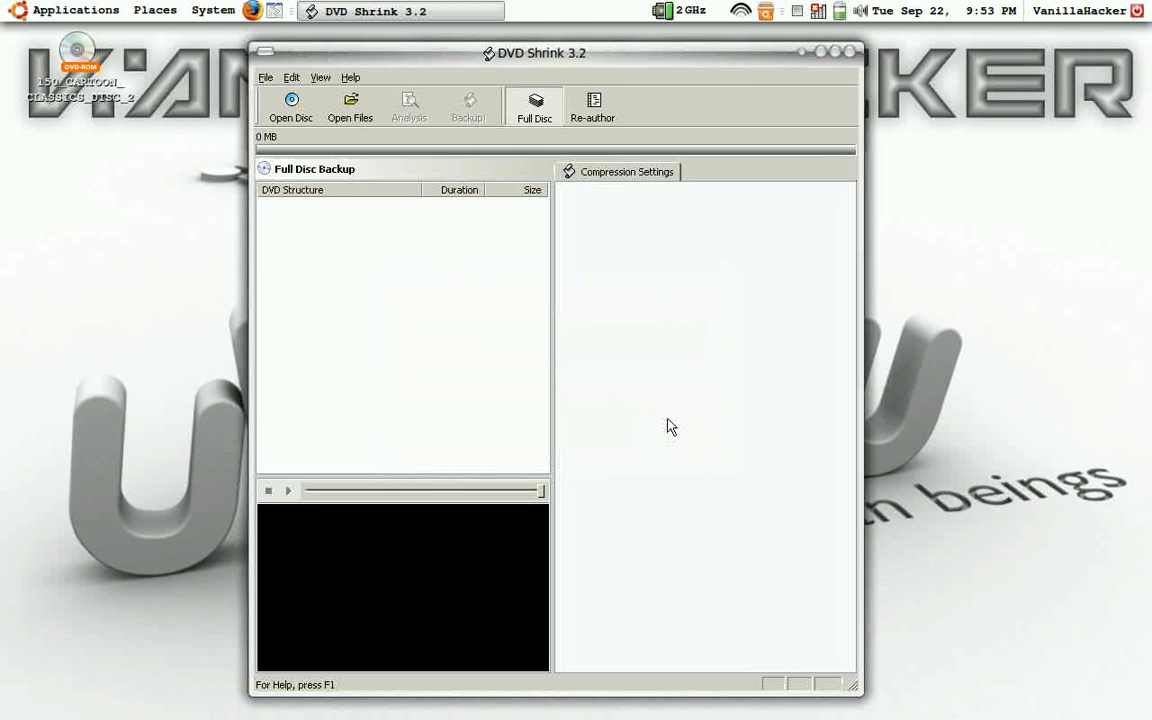 Applications Places System DVD Shrink 3.2 2 GHz Tue Sep 22, 9:53 PM VanillaHacker
DVD-ROM
150_CARTOON_
CLASSICS_DISC_2
DVD Shrink 3.2
File Edit View Help
Open Disc Open Files Analysis Backup! Full Disc Re-author
0 MB
Full Disc Backup
Compression Settings
DVD Structure Duration Size
beings
For Help, press F1